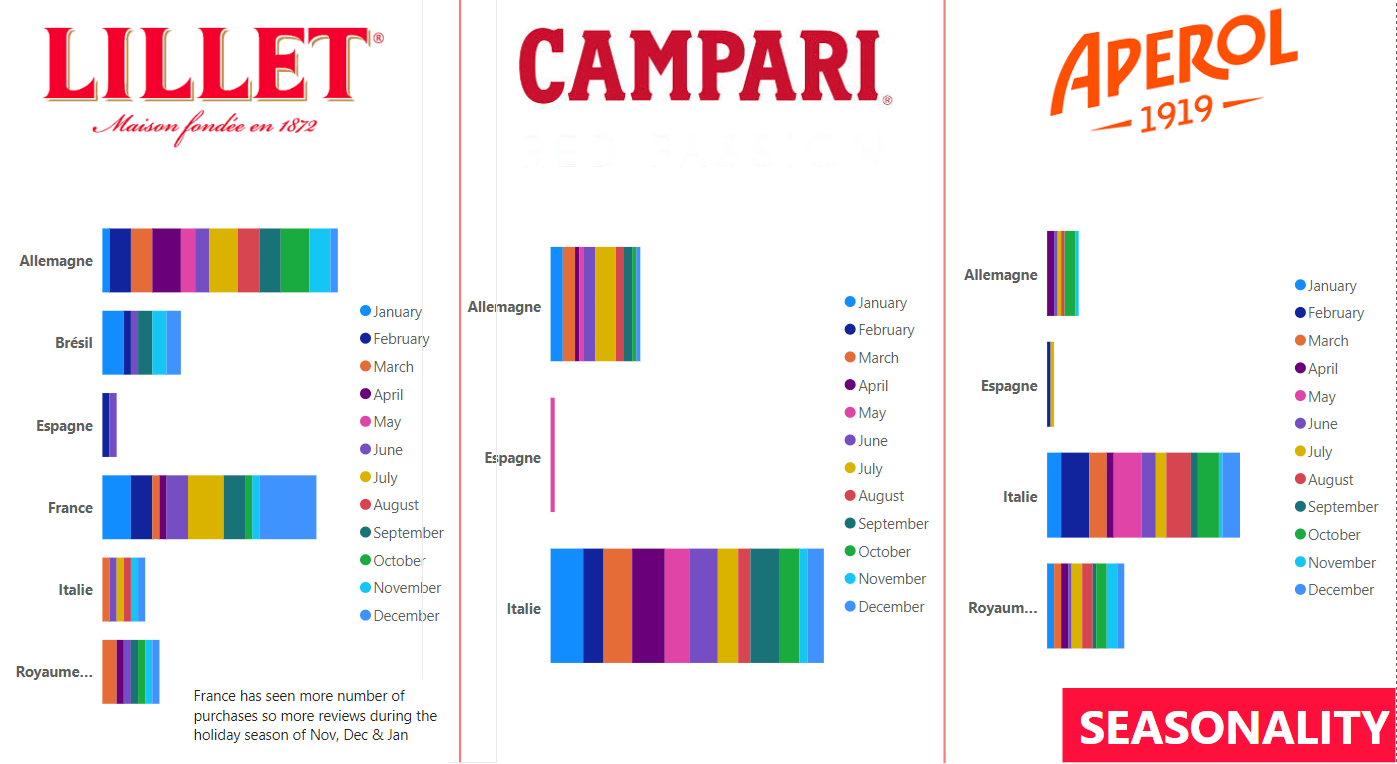 LILLET®
Maison fondée en 1872
Allemagne
Brésil
Espagne
France
Italie
Royaume...
January
February
March
April
May
June
July
August
September
October
November
December
France has seen more number of
purchases so more reviews during the
holiday season of Nov, Dec & Jan
CAMPARI®
Allemagne
Espagne
Italie
January
February
March
April
May
June
July
August
September
October
November
December
APEROL
1919
Allemagne
Espagne
Italie
Royaum...
January
February
March
April
May
June
July
August
September
October
November
December
SEASONALITY